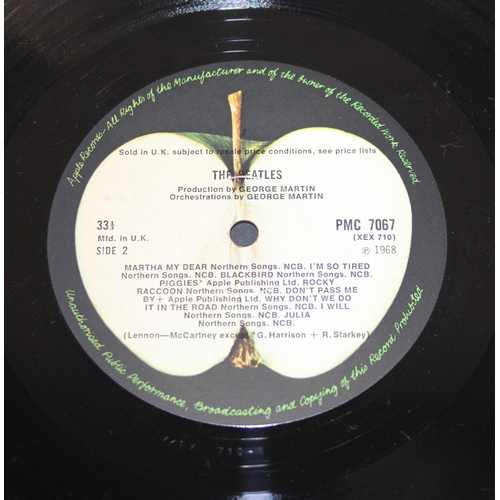 Apple Records—All Rights of the Manufacturer and of the Owner of the Recorded Work Reserved
Sold in U.K. subject to resale price conditions, see price lists
THE BEATLES
Production by GEORGE MARTIN
Orchestrations by GEORGE MARTIN
33⅓
Mfd. in U.K.
SIDE 2
PMC 7067
(XEX 710)
℗ 1968
MARTHA MY DEAR Northern Songs. NCB. I'M SO TIRED
Northern Songs. NCB. BLACKBIRD Northern Songs. NCB.
PIGGIES* Apple Publishing Ltd. ROCKY
RACCOON Northern Songs. NCB. DON'T PASS ME
BY+ Apple Publishing Ltd. WHY DON'T WE DO
IT IN THE ROAD Northern Songs. NCB. I WILL
Northern Songs. NCB. JULIA
Northern Songs. NCB.
(Lennon—McCartney except *G. Harrison + R. Starkey)
Unauthorised Public Performance, Broadcasting and Copying of this Record Prohibited